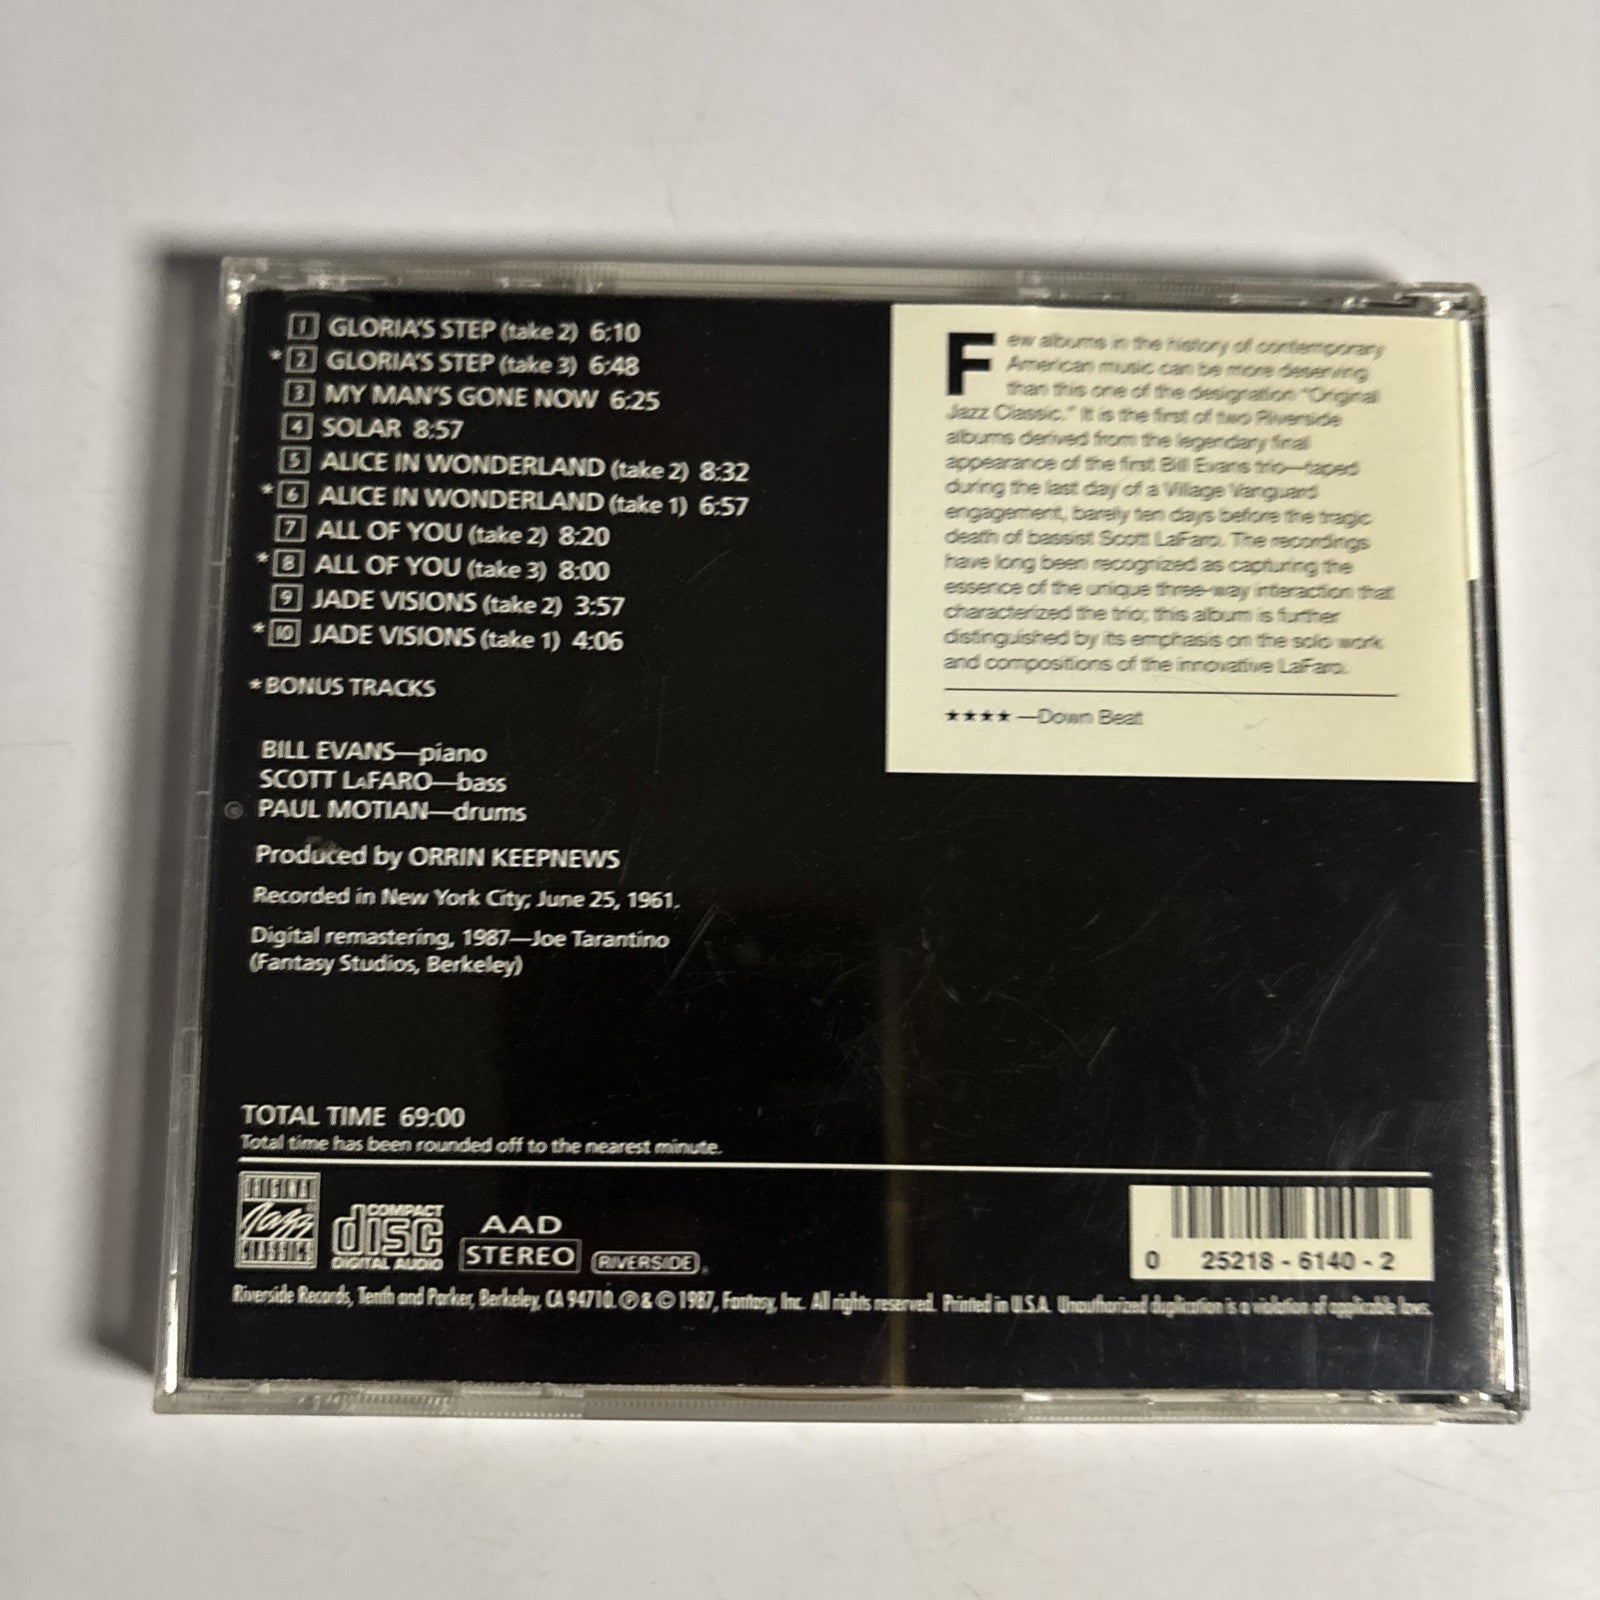 1 GLORIA'S STEP (take 2) 6:10
* 2 GLORIA'S STEP (take 3) 6:48
3 MY MAN'S GONE NOW 6:25
4 SOLAR 8:57
5 ALICE IN WONDERLAND (take 2) 8:32
* 6 ALICE IN WONDERLAND (take 1) 6:57
7 ALL OF YOU (take 2) 8:20
* 8 ALL OF YOU (take 3) 8:00
9 JADE VISIONS (take 2) 3:57
* 10 JADE VISIONS (take 1) 4:06
*BONUS TRACKS
BILL EVANS—piano
SCOTT LaFARO—bass
PAUL MOTIAN—drums
Produced by ORRIN KEEPNEWS
Recorded in New York City; June 25, 1961.
Digital remastering, 1987—Joe Tarantino
(Fantasy Studios, Berkeley)
Few albums in the history of contemporary
American music can be more deserving
than this one of the designation "Original
Jazz Classic." It is the first of two Riverside
albums derived from the legendary final
appearance of the first Bill Evans trio—taped
during the last day of a Village Vanguard
engagement, barely ten days before the tragic
death of bassist Scott LaFaro. The recordings
have long been recognized as capturing the
essence of the unique three-way interaction that
characterized the trio; this album is further
distinguished by its emphasis on the solo work
and compositions of the innovative LaFaro.
★★★★ —Down Beat
TOTAL TIME 69:00
Total time has been rounded off to the nearest minute.
ORIGINAL
Jazz
CLASSICS
COMPACT
disc
DIGITAL AUDIO
AAD
STEREO
RIVERSIDE
0 25218 - 6140 - 2
Riverside Records, Tenth and Parker, Berkeley, CA 94710. ℗ & © 1987, Fantasy, Inc. All rights reserved. Printed in U.S.A. Unauthorized duplication is a violation of applicable laws.